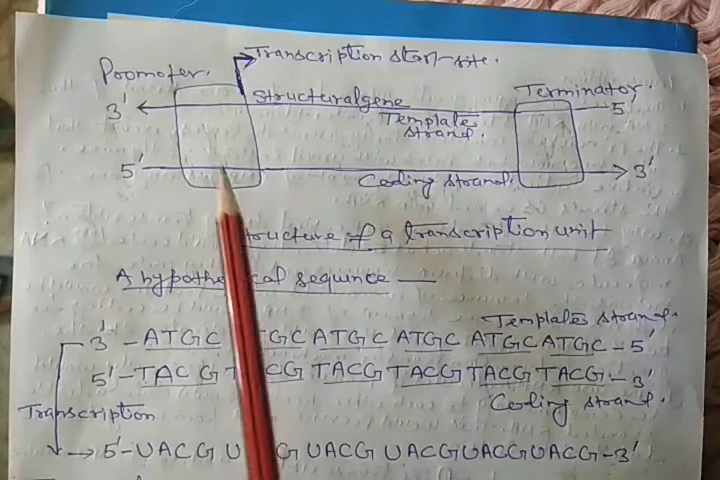 Transcription start-site.
Promoter. Terminator.
3' Structural gene 5'
Template strand.
5' Coding strand. 3'
Structure of a transcription unit
A hypothetical sequence —
Templates strand.
3' -ATGC TGC ATGC ATGC ATGC ATGC-5'
5'-TACG T CG TACG TACG TACG TACG-3'
Coding strand.
Transcription
5'-UACG U G UACG UACG UACG UACG-3'